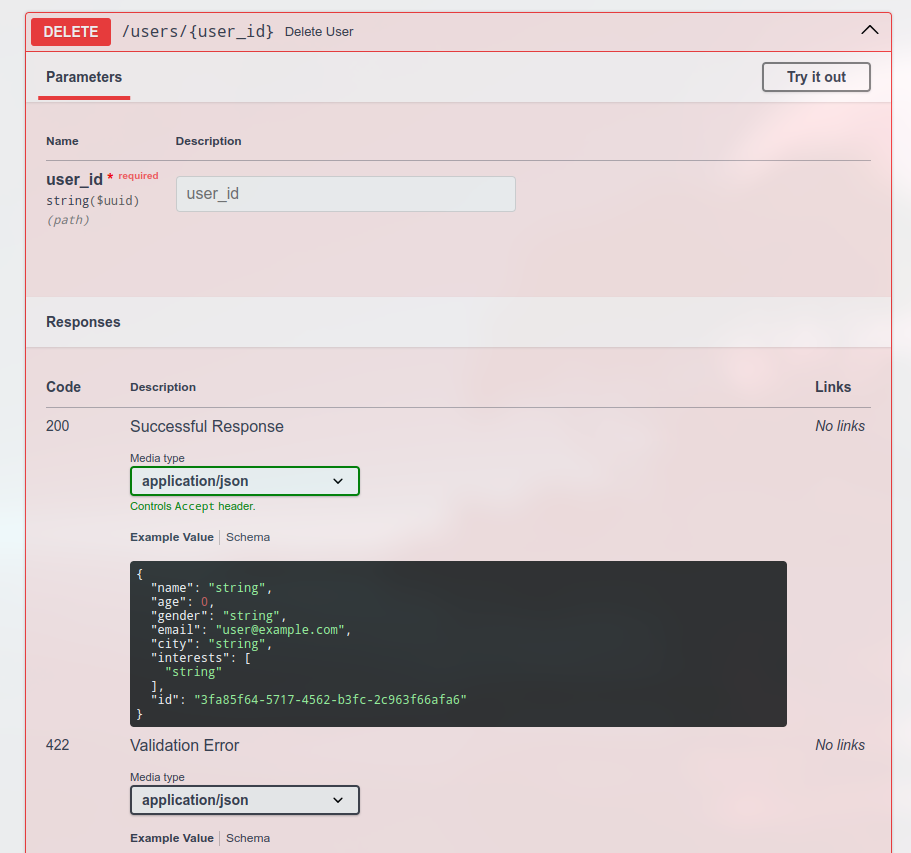 DELETE /users/{user_id} Delete User
Parameters Try it out
Name Description
user_id * required
string($uuid)
(path)
user_id
Responses
Code Description Links
200 Successful Response No links
Media type
application/json
Controls Accept header.
Example Value Schema
{
  "name": "string",
  "age": 0,
  "gender": "string",
  "email": "user@example.com",
  "city": "string",
  "interests": [
    "string"
  ],
  "id": "3fa85f64-5717-4562-b3fc-2c963f66afa6"
}
422 Validation Error No links
Media type
application/json
Example Value Schema